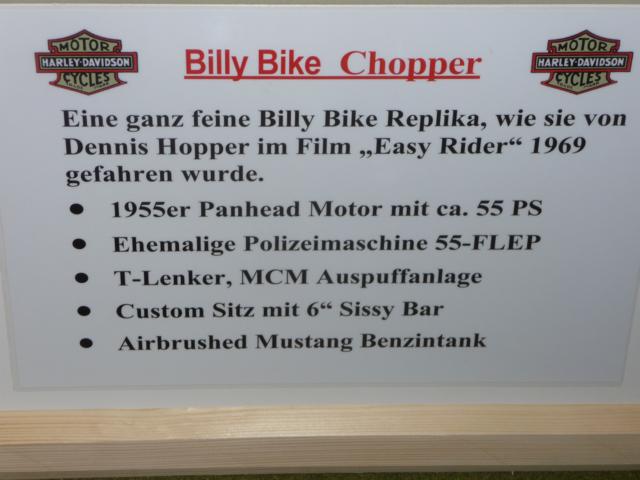 MOTOR
HARLEY-DAVIDSON
CYCLES
Billy Bike Chopper
MOTOR
HARLEY-DAVIDSON
CYCLES
Eine ganz feine Billy Bike Replika, wie sie von
Dennis Hopper im Film „Easy Rider“ 1969
gefahren wurde.
• 1955er Panhead Motor mit ca. 55 PS
• Ehemalige Polizeimaschine 55-FLEP
• T-Lenker, MCM Auspuffanlage
• Custom Sitz mit 6“ Sissy Bar
• Airbrushed Mustang Benzintank